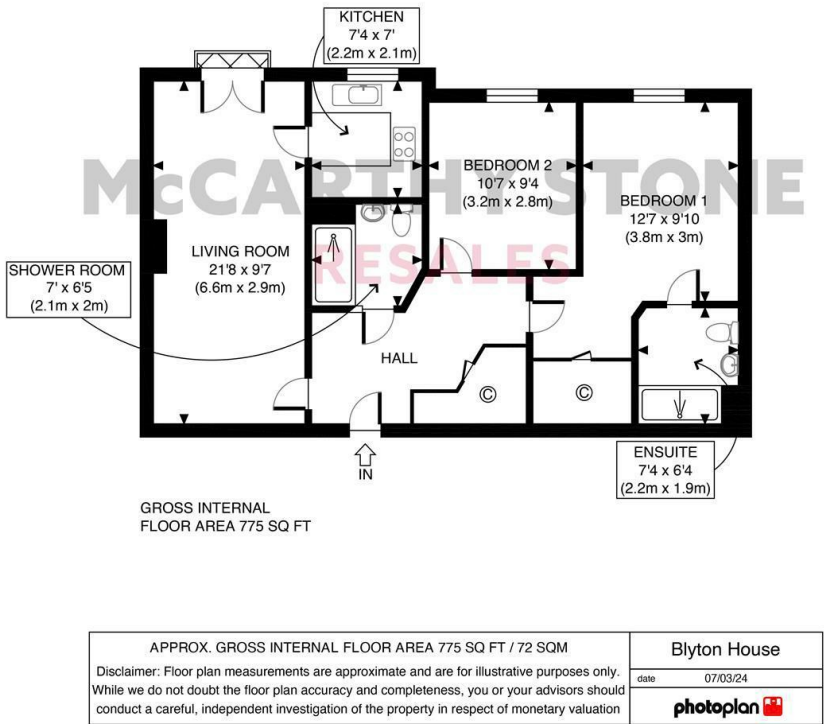 KITCHEN
7'4 x 7'
(2.2m x 2.1m)
McCARTHY STONE
RESALES
BEDROOM 2
10'7 x 9'4
(3.2m x 2.8m)
BEDROOM 1
12'7 x 9'10
(3.8m x 3m)
LIVING ROOM
21'8 x 9'7
(6.6m x 2.9m)
SHOWER ROOM
7' x 6'5
(2.1m x 2m)
HALL
C
C
IN
ENSUITE
7'4 x 6'4
(2.2m x 1.9m)
GROSS INTERNAL
FLOOR AREA 775 SQ FT
APPROX. GROSS INTERNAL FLOOR AREA 775 SQ FT / 72 SQM
Disclaimer: Floor plan measurements are approximate and are for illustrative purposes only.
While we do not doubt the floor plan accuracy and completeness, you or your advisors should
conduct a careful, independent investigation of the property in respect of monetary valuation
Blyton House
date 07/03/24
photoplan